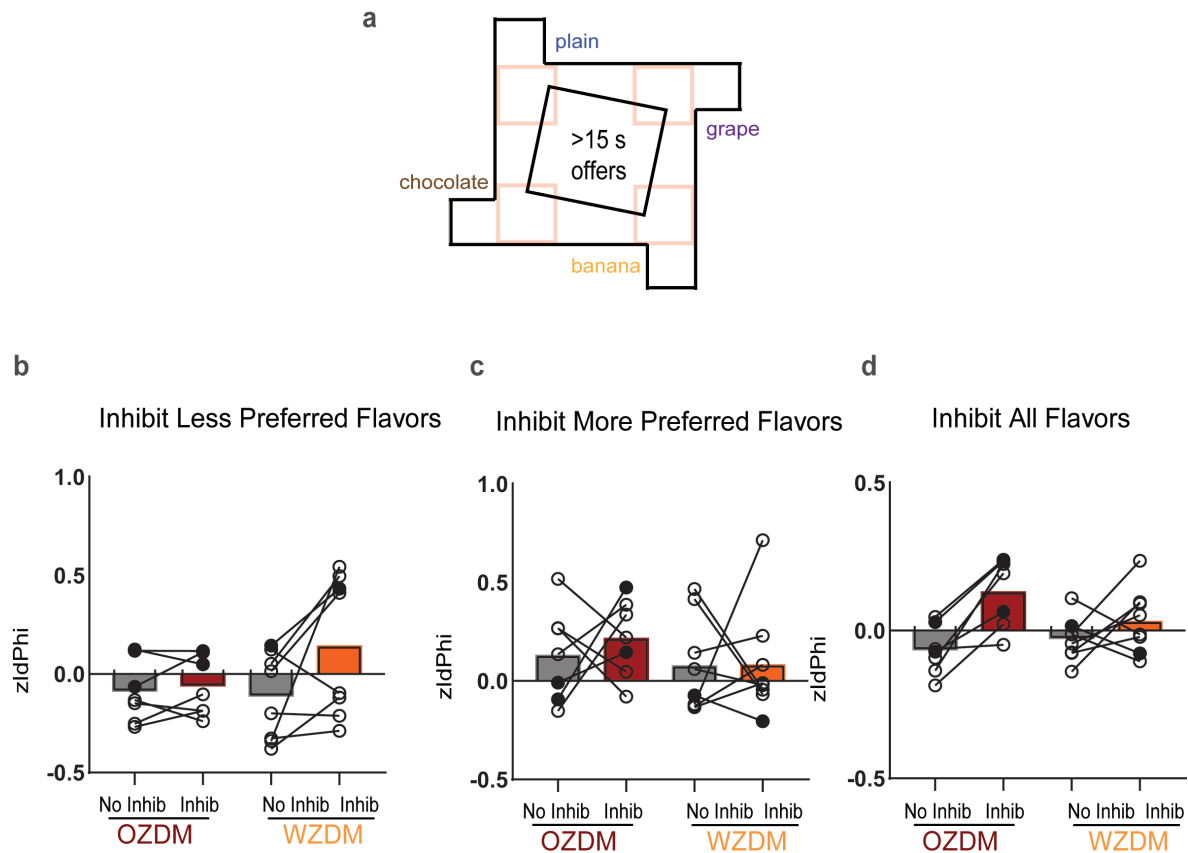 a
plain
grape
>15 s
offers
chocolate
banana
b
Inhibit Less Preferred Flavors
zldPhi
1.0
0.5
0.0
-0.5
No Inhib Inhib No Inhib Inhib
OZDM WZDM
c
Inhibit More Preferred Flavors
zldPhi
1.0
0.5
0.0
-0.5
No Inhib Inhib No Inhib Inhib
OZDM WZDM
d
Inhibit All Flavors
zldPhi
0.5
0.0
-0.5
No Inhib Inhib No Inhib Inhib
OZDM WZDM